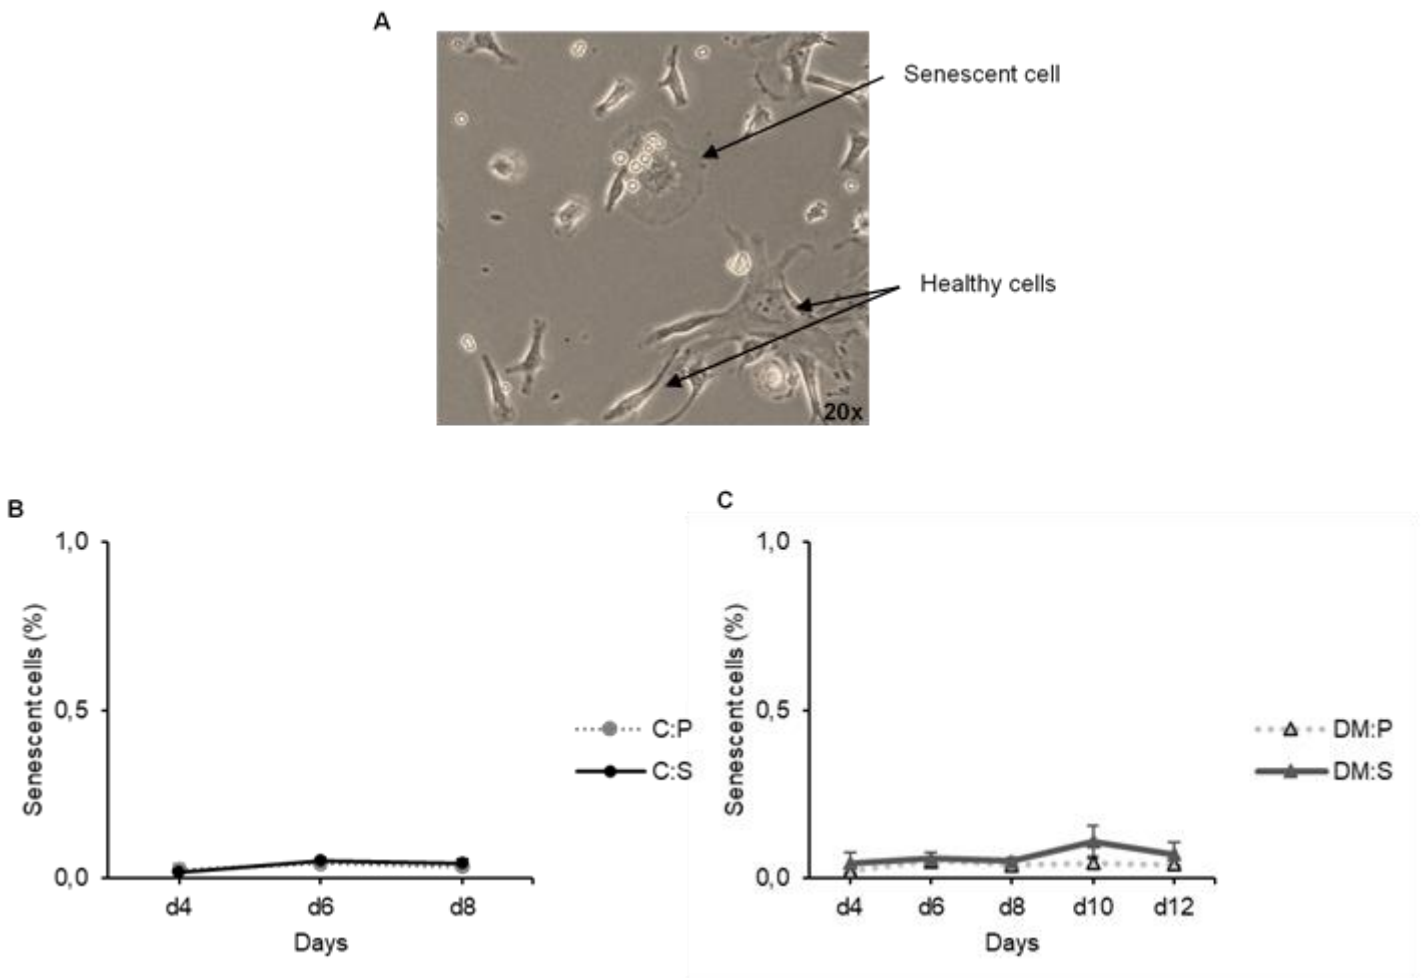 A
Senescent cell
Healthy cells
20x
B
1,0
0,5
0,0
Senescent cells (%)
d4 d6 d8
Days
C:P
C:S
C
1,0
0,5
0,0
Senescent cells (%)
d4 d6 d8 d10 d12
Days
DM:P
DM:S